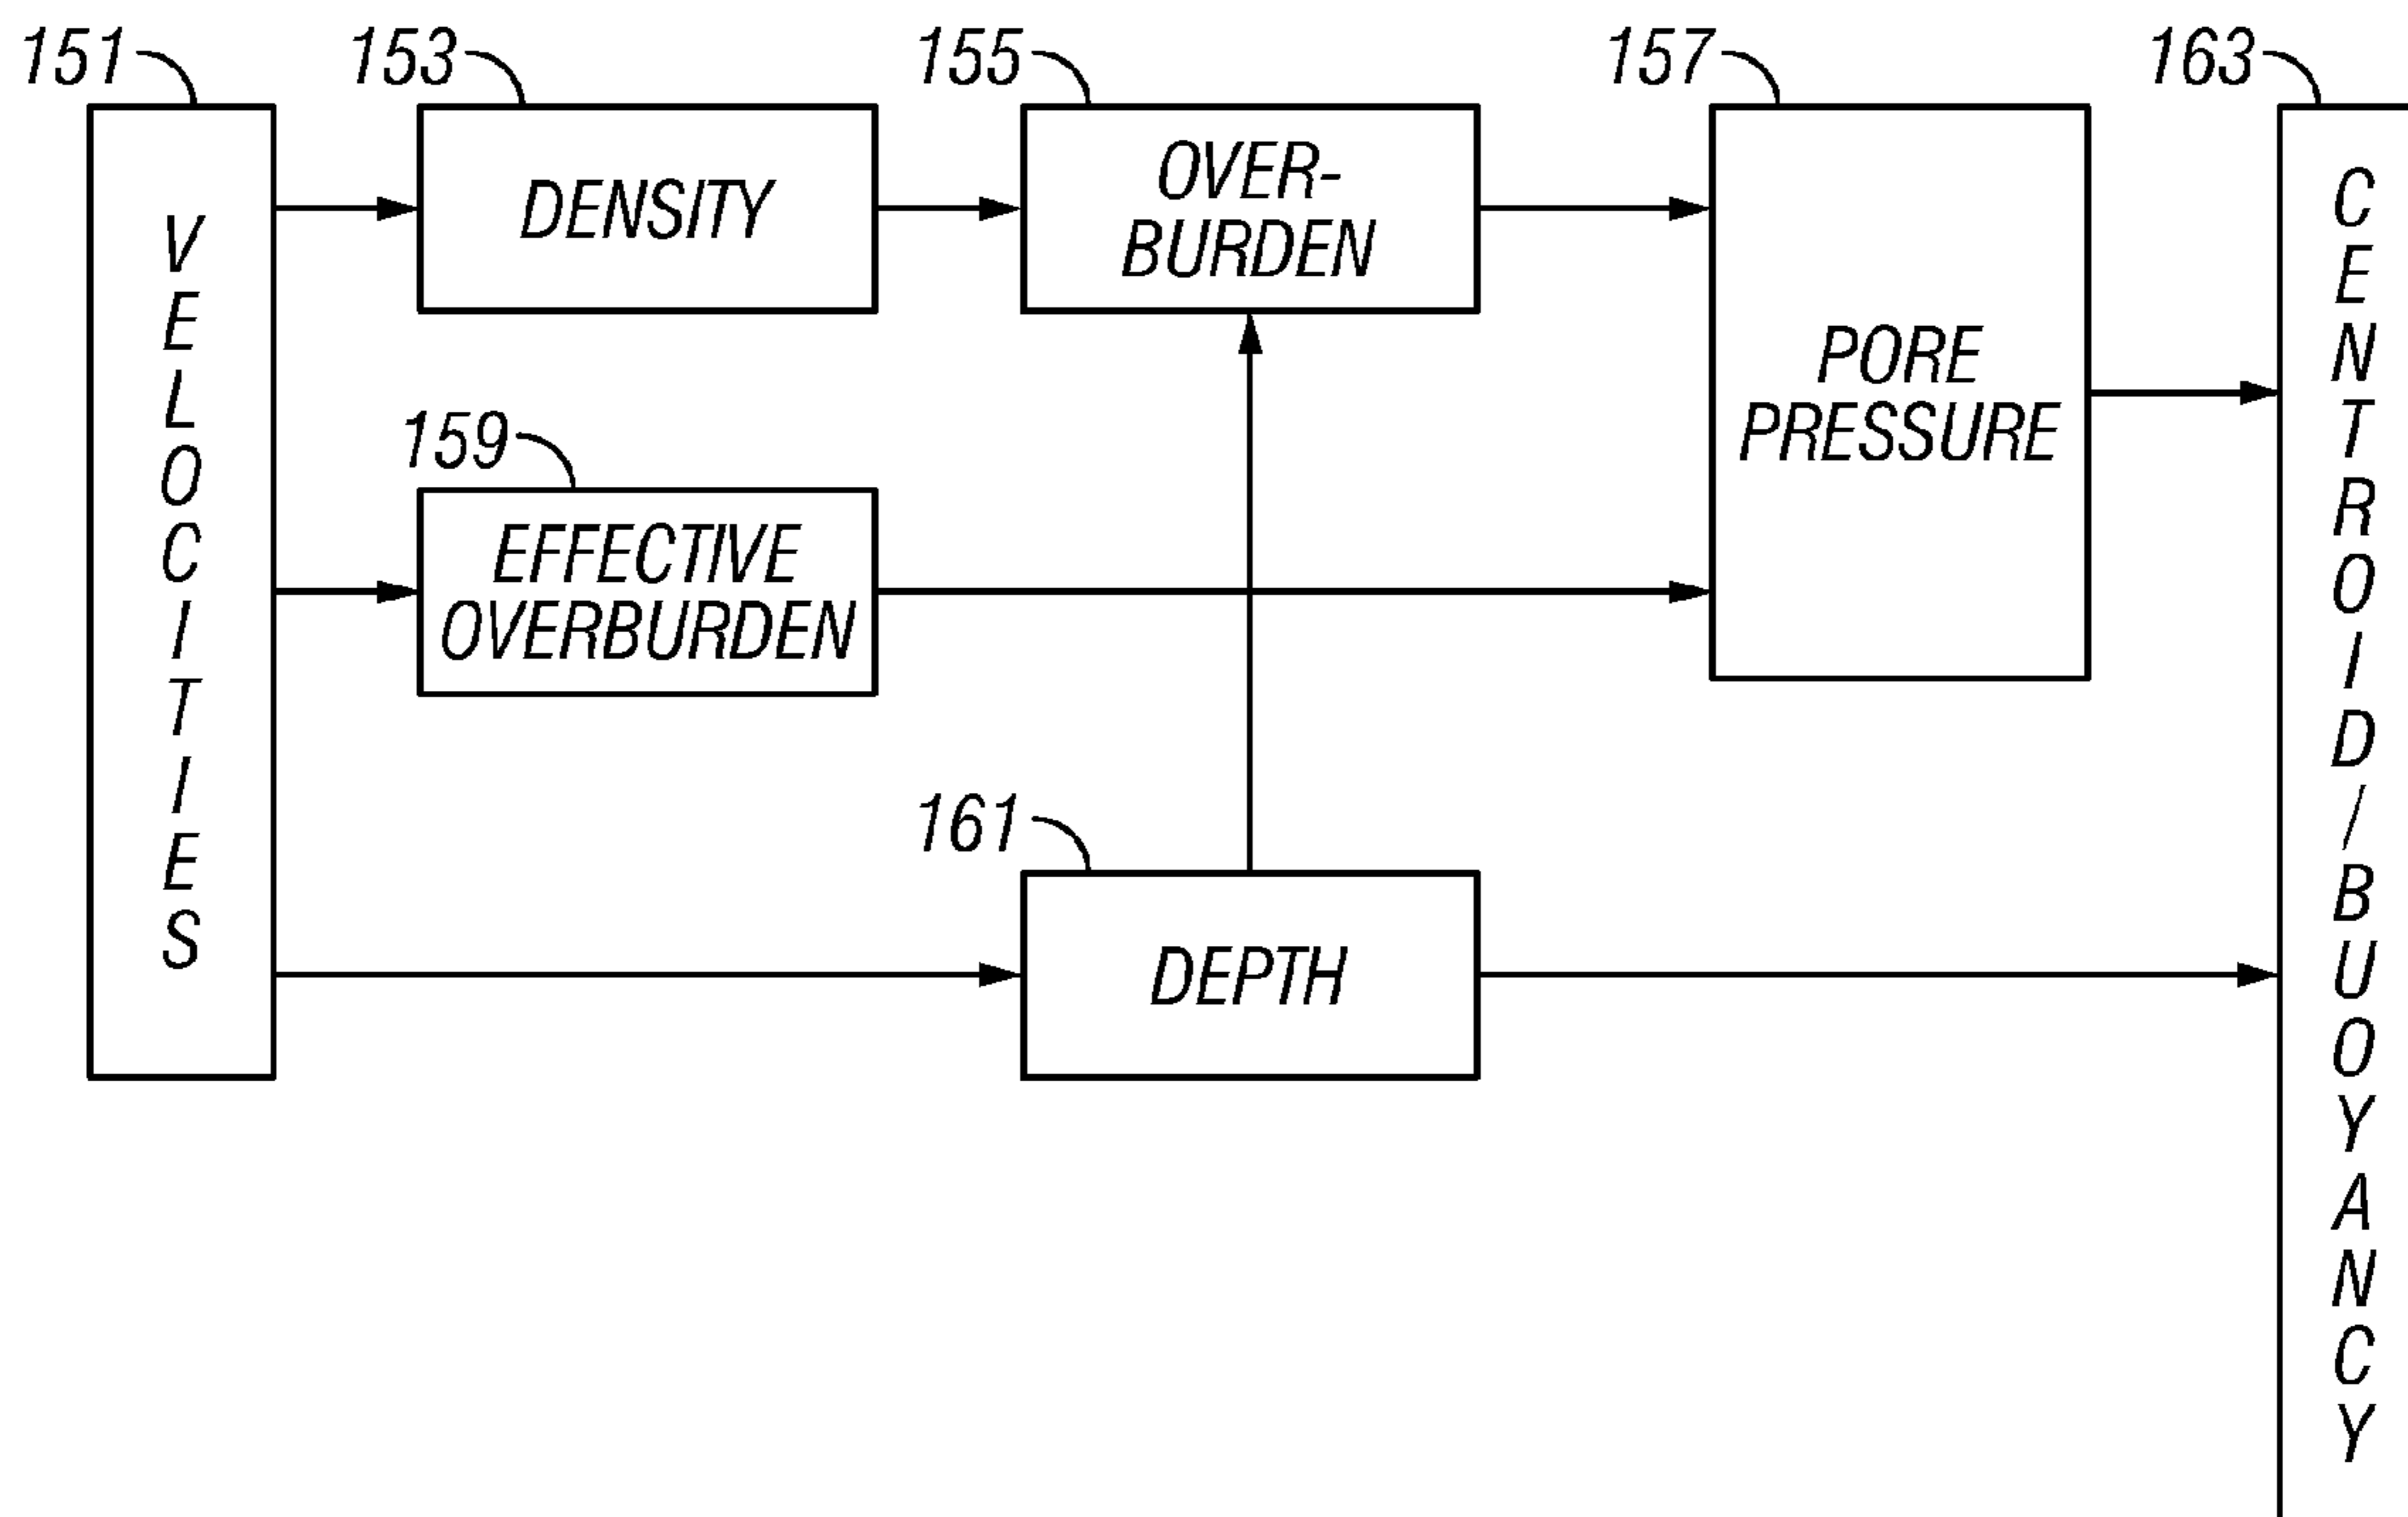 151
153
155
157
163
VELOCITIES
DENSITY
OVER-
BURDEN
PORE
PRESSURE
CENTROID/BUOYANCY
159
EFFECTIVE
OVERBURDEN
161
DEPTH